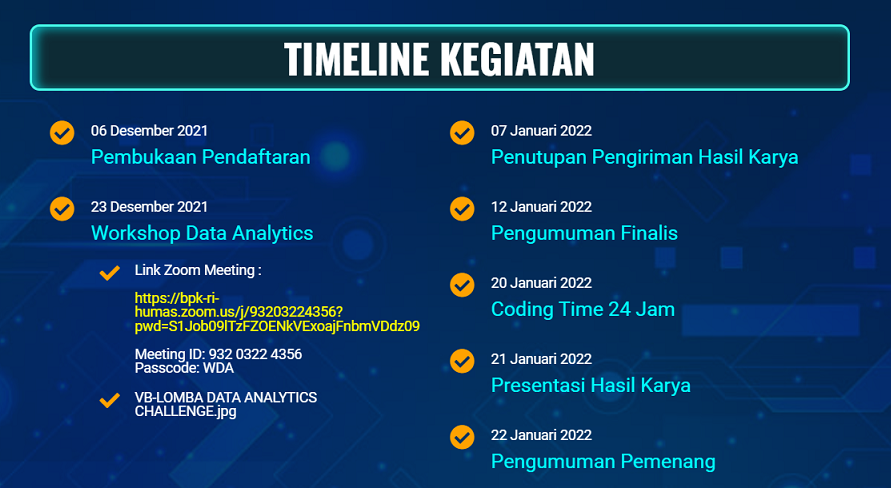 TIMELINE KEGIATAN
06 Desember 2021
Pembukaan Pendaftaran
23 Desember 2021
Workshop Data Analytics
Link Zoom Meeting :
https://bpk-ri-
humas.zoom.us/j/93203224356?
pwd=S1Job09lTzFZOENkVExoajFnbmVDdz09
Meeting ID: 932 0322 4356
Passcode: WDA
VB-LOMBA DATA ANALYTICS
CHALLENGE.jpg
07 Januari 2022
Penutupan Pengiriman Hasil Karya
12 Januari 2022
Pengumuman Finalis
20 Januari 2022
Coding Time 24 Jam
21 Januari 2022
Presentasi Hasil Karya
22 Januari 2022
Pengumuman Pemenang